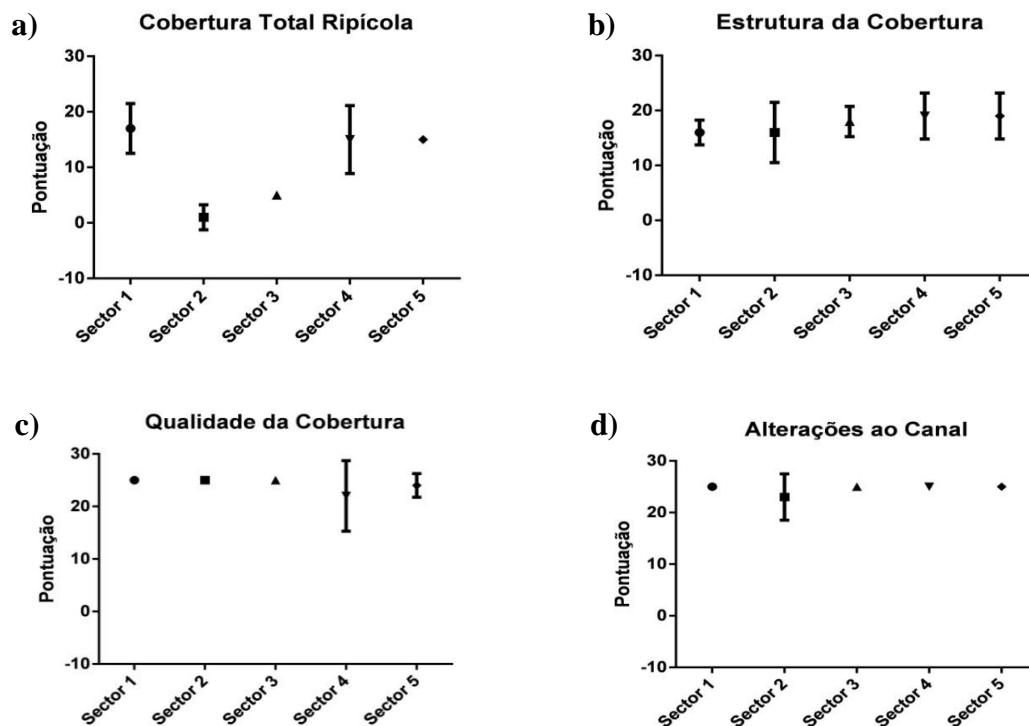 a)
Cobertura Total Ripícola
Pontuação
30
20
10
0
-10
Sector 1
Sector 2
Sector 3
Sector 4
Sector 5
b)
Estrutura da Cobertura
Pontuação
30
20
10
0
-10
Sector 1
Sector 2
Sector 3
Sector 4
Sector 5
c)
Qualidade da Cobertura
Pontuação
30
20
10
0
-10
Sector 1
Sector 2
Sector 3
Sector 4
Sector 5
d)
Alterações ao Canal
Pontuação
30
20
10
0
-10
Sector 1
Sector 2
Sector 3
Sector 4
Sector 5